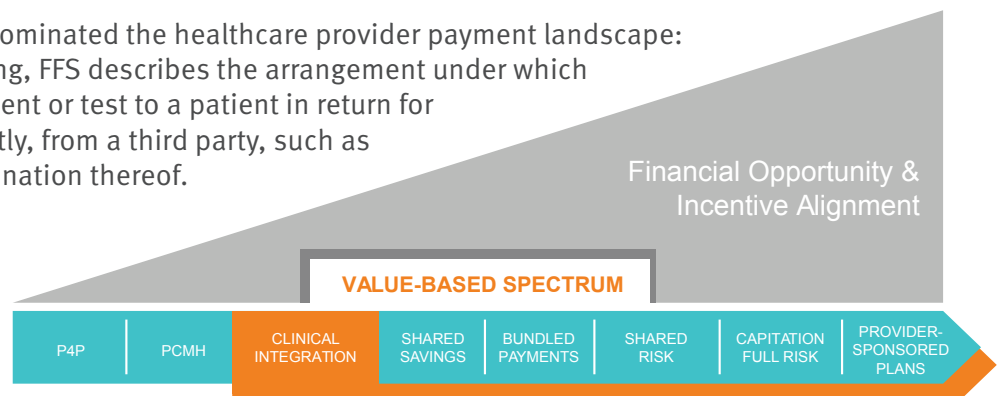 ominated the healthcare provider payment landscape:
ng, FFS describes the arrangement under which
ent or test to a patient in return for
tly, from a third party, such as
nation thereof.
Financial Opportunity &
Incentive Alignment
VALUE-BASED SPECTRUM
P4P
PCMH
CLINICAL
INTEGRATION
SHARED
SAVINGS
BUNDLED
PAYMENTS
SHARED
RISK
CAPITATION
FULL RISK
PROVIDER-
SPONSORED
PLANS